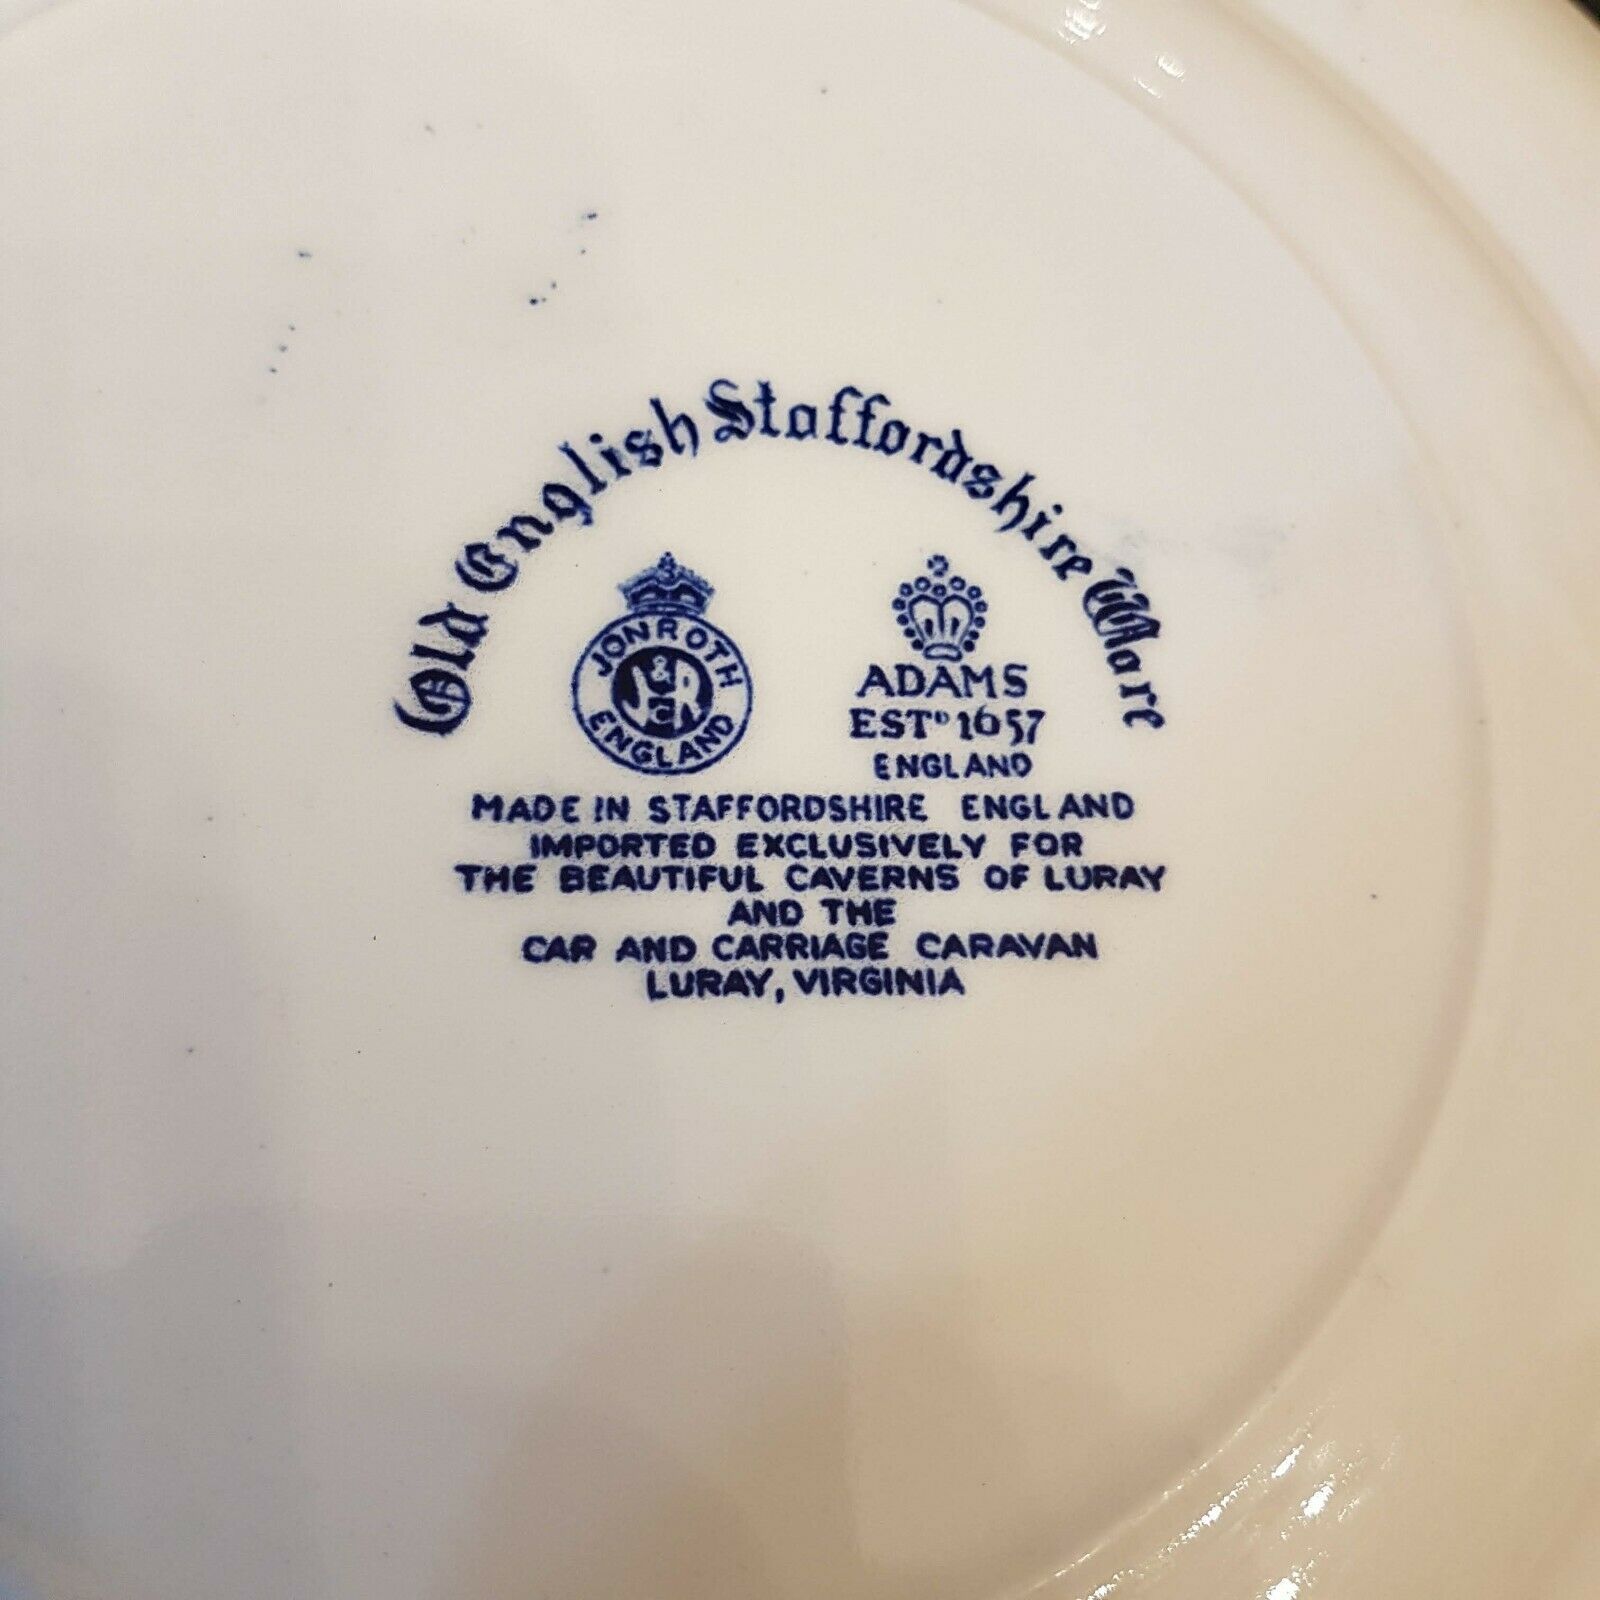 Old English Staffordshire Ware
JONROTH
ENGLAND
ADAMS
ESTD 1657
ENGLAND
MADE IN STAFFORDSHIRE ENGLAND
IMPORTED EXCLUSIVELY FOR
THE BEAUTIFUL CAVERNS OF LURAY
AND THE
CAR AND CARRIAGE CARAVAN
LURAY, VIRGINIA